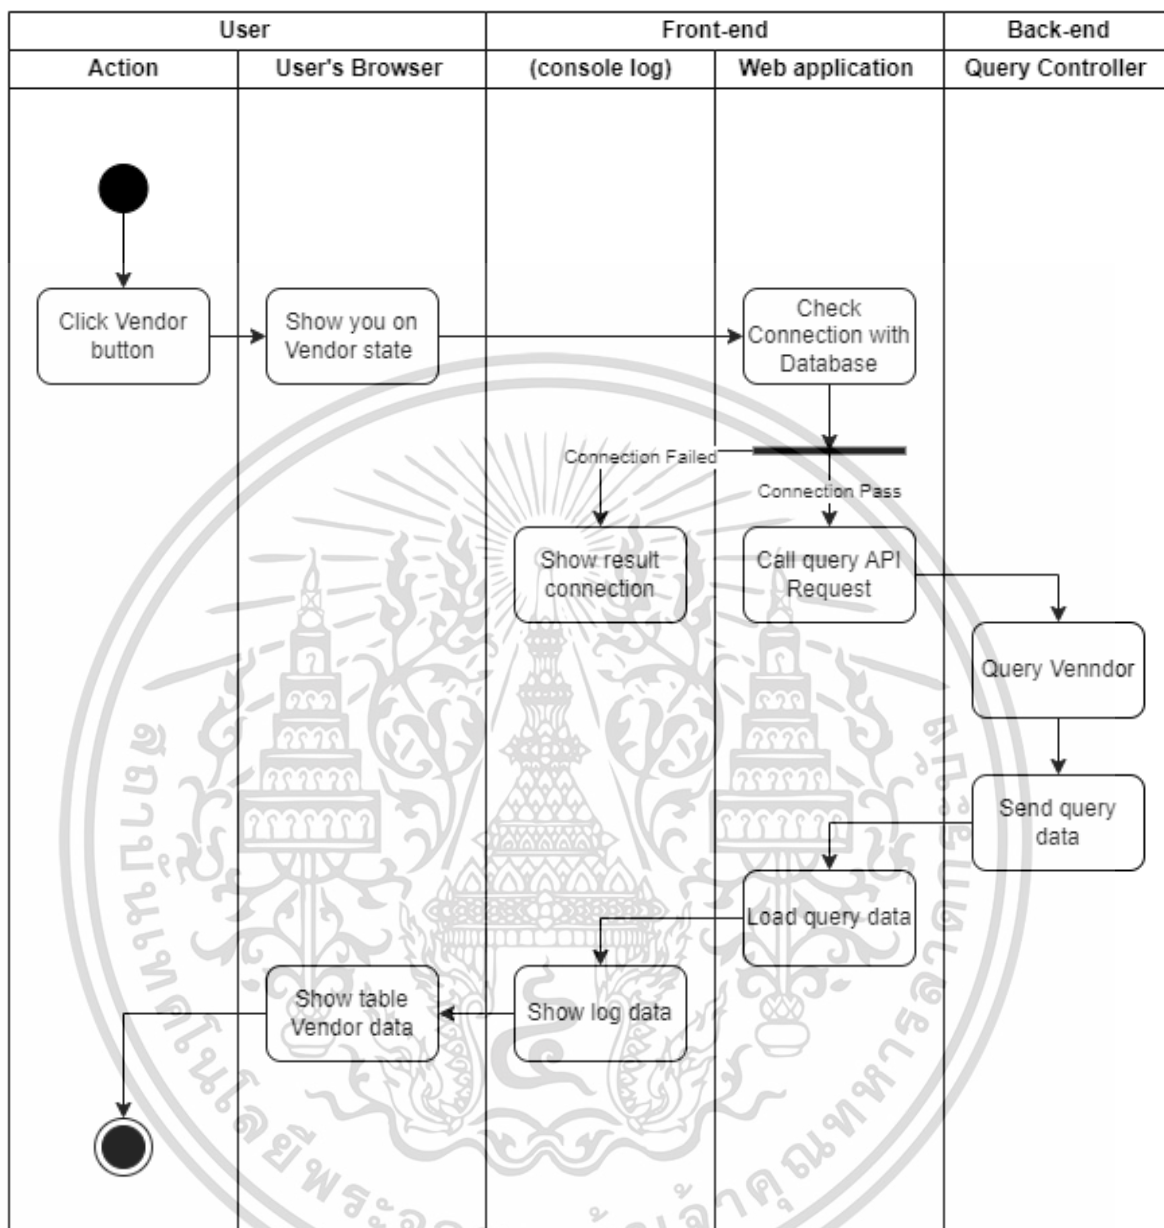 User
Front-end
Back-end
Action
User's Browser
(console log)
Web application
Query Controller
Click Vendor
button
Show you on
Vendor state
Check
Connection with
Database
Connection Failed
Connection Pass
Show result
connection
Call query API
Request
Query Venndor
Send query
data
Load query data
Show table
Vendor data
Show log data